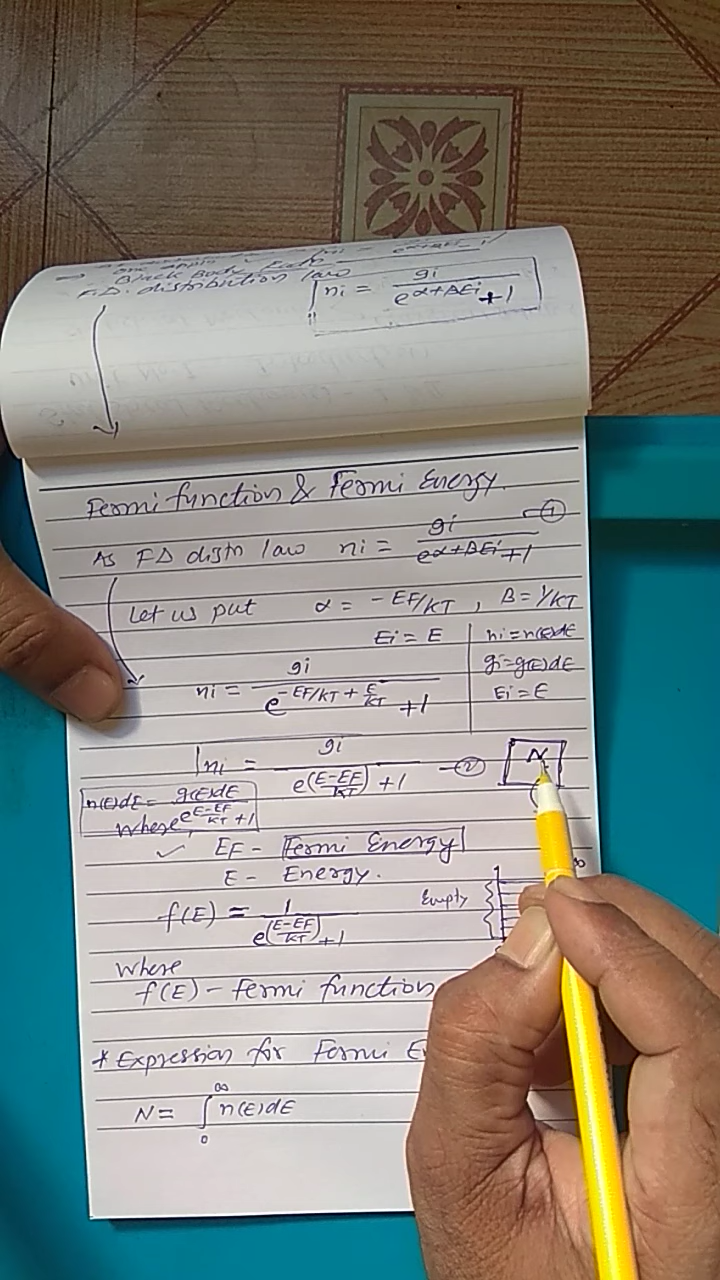 Black Body
F.D. distribution law
ni = gi / e^α+βEi +1
Fermi function & Fermi Energy.
As FD distn law ni = gi / e^α+βEi +1 — ①
Let us put α = -EF/KT , β = 1/KT
Ei = E
ni = n(E)dE
gi = g(E)dE
Ei = E
ni = gi / e^-EF/KT + E/KT +1
ni = gi / e^(E-EF/KT) +1 — ②
N
n(E)dE = g(E)dE / e^E-EF/KT +1
Where
✓ EF - Fermi Energy
E - Energy.
f(E) = 1 / e^(E-EF/KT) +1
Empty
Where
f(E) - Fermi function
* Expression for Fermi E
N = ∫₀^∞ n(E)dE